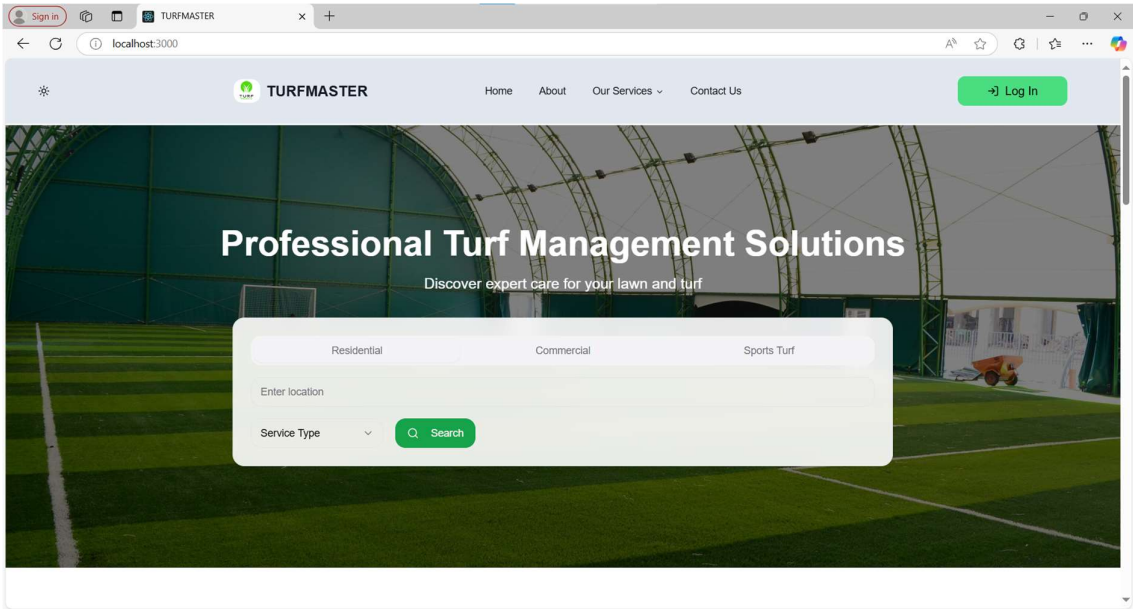 Sign in
TURFMASTER
localhost:3000
TURFMASTER
Home About Our Services Contact Us
Log In
Professional Turf Management Solutions
Discover expert care for your lawn and turf
Residential Commercial Sports Turf
Enter location
Service Type Search